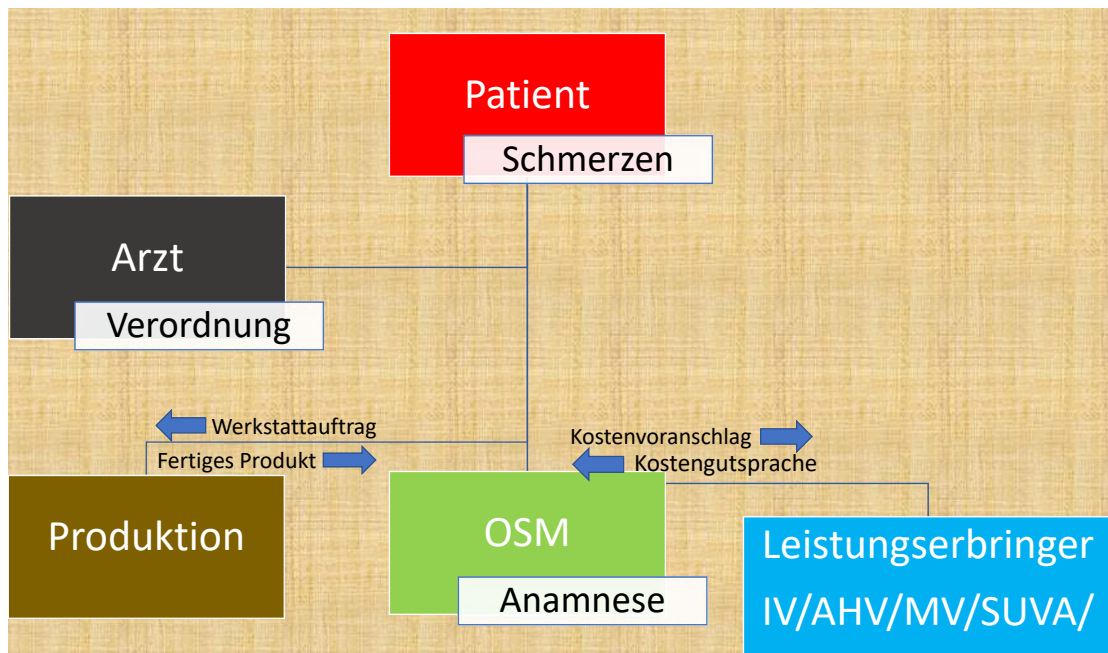 Patient
Schmerzen
Arzt
Verordnung
Werkstattauftrag
Fertiges Produkt
Kostenvoranschlag
Kostengutsprache
Produktion
OSM
Anamnese
Leistungserbringer
IV/AHV/MV/SUVA/